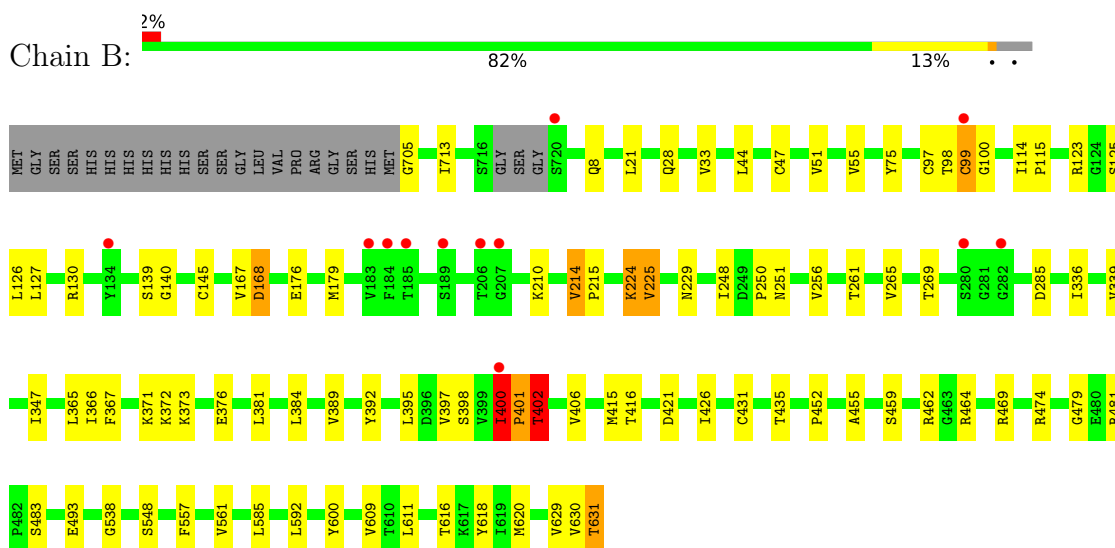 2%
Chain B:
82% 13% • •
MET GLY SER SER HIS HIS HIS HIS HIS HIS SER SER GLY LEU VAL PRO ARG GLY SER HIS MET G705 I713 S716 GLY SER GLY S720 Q8 L21 Q28 V33 L44 C47 V51 V55 Y75 C97 T98 C99 G100 I114 P115 R123 G124 S125
L126 L127 R130 Y134 S139 G140 C145 V167 D168 E176 M179 V183 F184 T185 S189 T206 G207 K210 V214 P215 K224 V225 N229 I248 D249 P250 N251 V256 T261 V265 T269 S280 G281 G282 D285 I336 V339
I347 L365 I366 F367 K371 K372 K373 E376 L381 L384 V389 Y392 L395 D396 V397 S398 V399 I400 P401 T402 V406 M415 T416 D421 I426 C431 T435 P452 A455 S459 R462 G463 R464 R469 R474 G479 E480 R481
P482 S483 E493 G538 S548 F557 V561 L585 L592 Y600 V609 T610 L611 T616 K617 Y618 I619 M620 V629 V630 T631